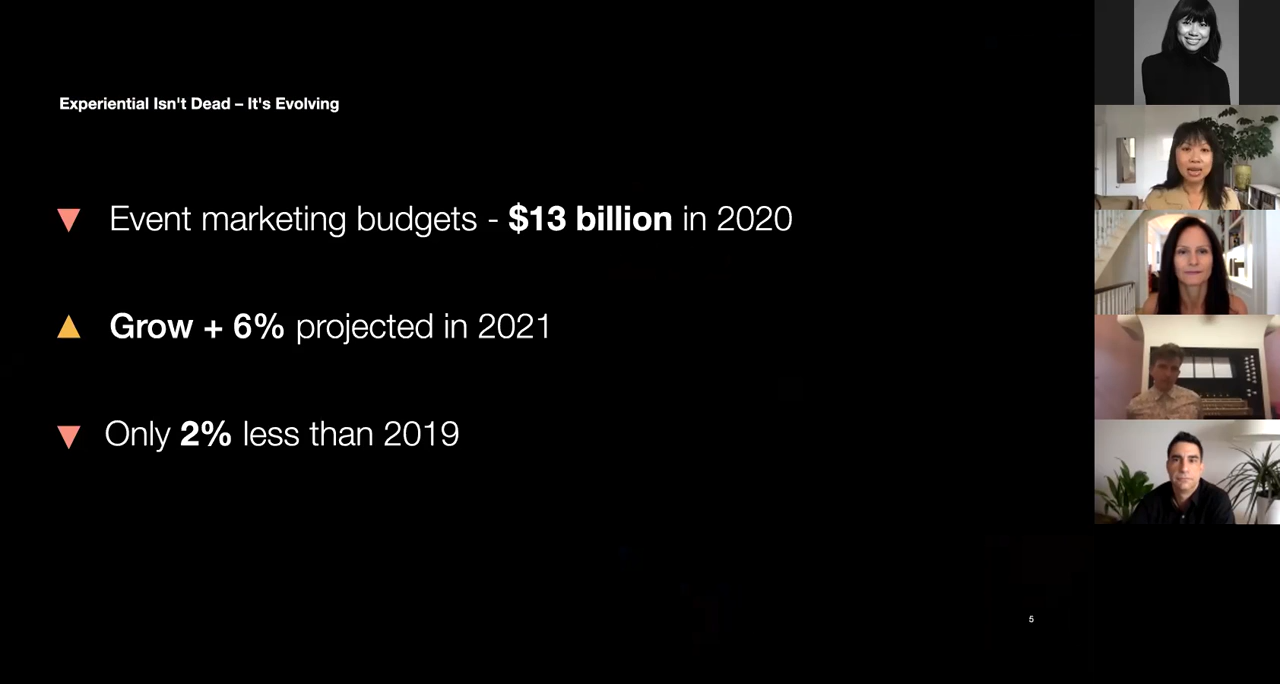 Experiential Isn't Dead – It's Evolving
Event marketing budgets - $13 billion in 2020
Grow + 6% projected in 2021
Only 2% less than 2019
5